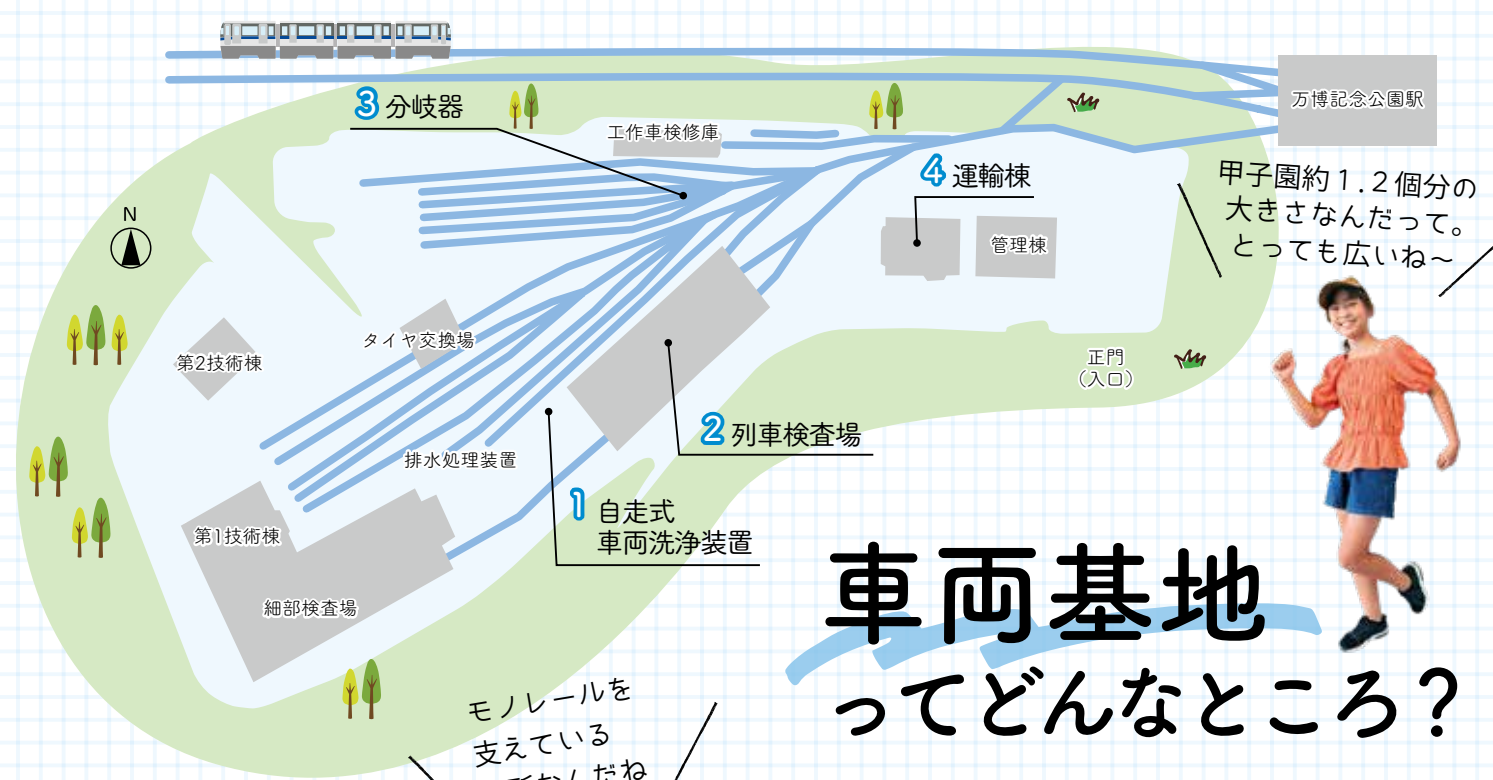 3 分岐器
工作車検修庫
万博記念公園駅
4 運輸棟
管理棟
甲子園約1.2個分の
大きさなんだって。
とっても広いね〜
N
タイヤ交換場
第2技術棟
正門
（入口）
2 列車検査場
排水処理装置
1 自走式
車両洗浄装置
第1技術棟
細部検査場
車両基地
ってどんなところ？
モノレールを
支えている
なんだね